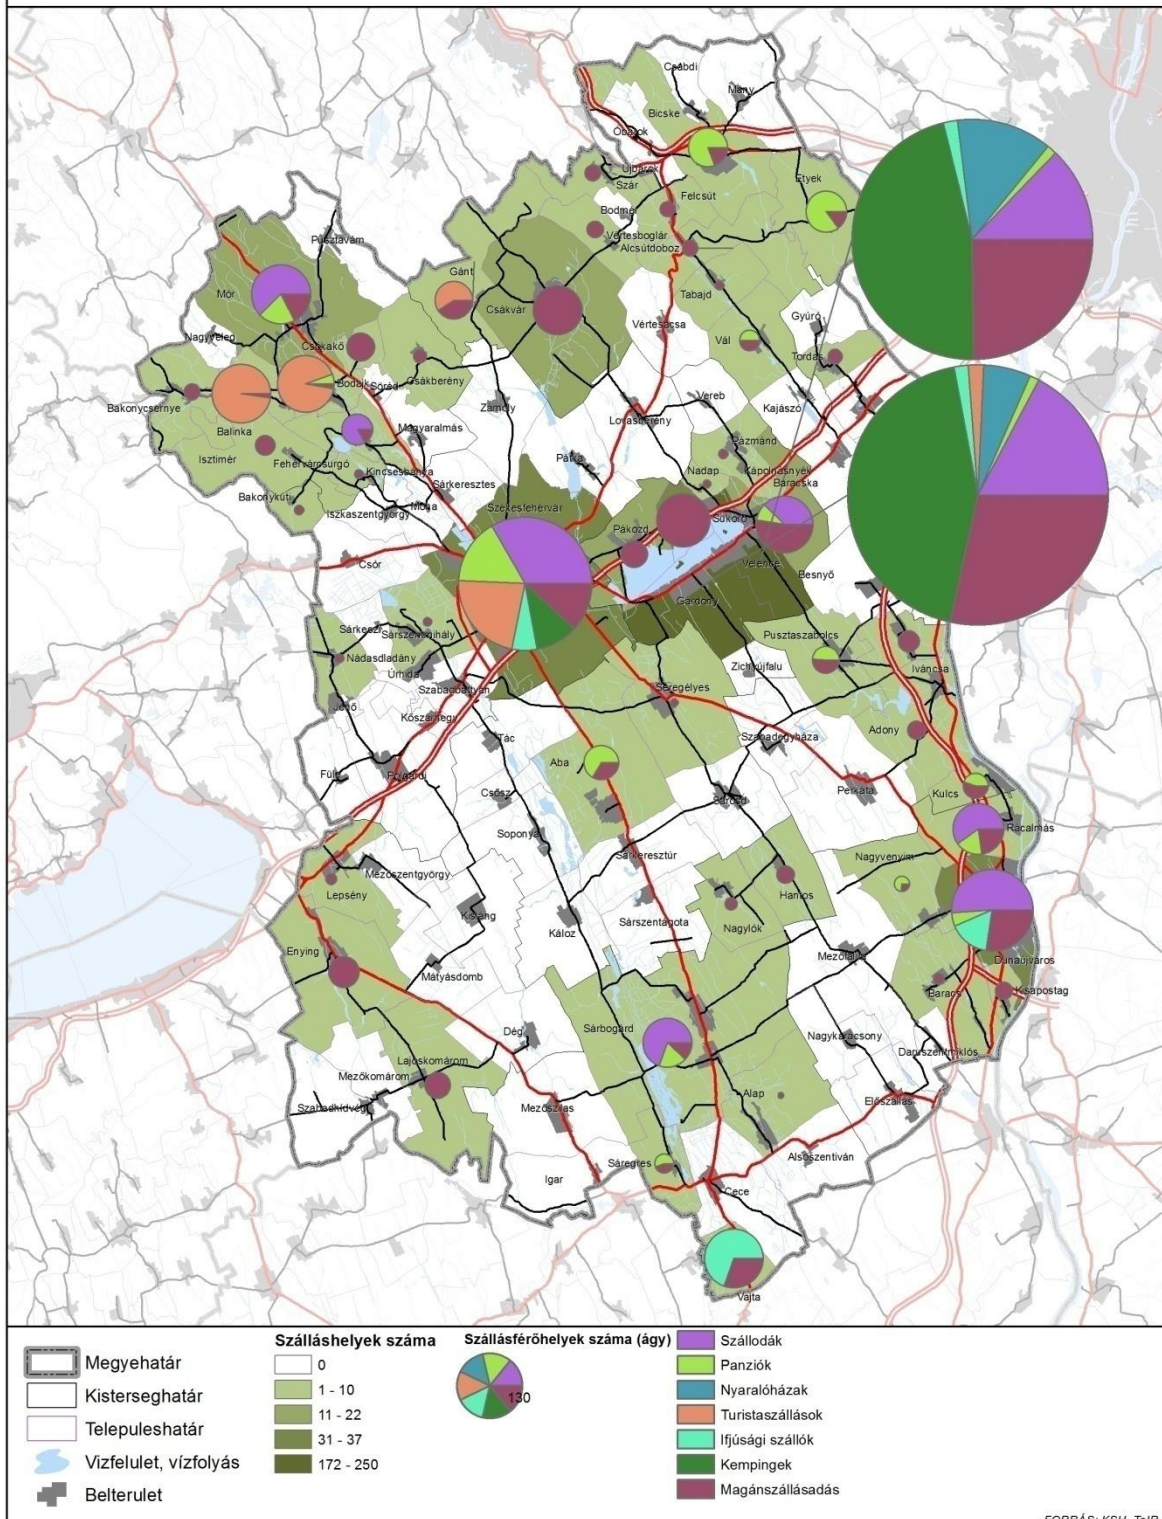 Csabdi
Mány
Bicske
Óbarok
Újbarok
Etyek
Szár
Felcsút
Bodmér
Vértesboglár
Alcsútdoboz
Pusztavám
Gánt
Mór
Tabajd
Csákvár
Vértesacsa
Gyúró
Vál
Nagyveleg
Csókakő
Tordas
Bodajk
Csákberény
Söréd
Bakonycsernye
Zámoly
Vereb
Kajászó
Balinka
Lovasberény
Magyaralmás
Pázmánd
Isztimér
Fehérvárcsurgó
Pátka
Nadap
Kápolnásnyék
Kincsesbánya
Baracska
Sárkeresztes
Bakonykúti
Iszkaszentgyörgy
Moha
Székesfehérvár
Pákozd
Sukoró
Velence
Csór
Besnyő
Gárdony
Sárkeszi
Sárszentmihály
Pusztaszabolcs
Nádasdladány
Zichyújfalu
Iváncsa
Úrhida
Szabadbattyán
Seregélyes
Jenő
Kőszárhegy
Adony
Tác
Szabadegyháza
Aba
Füle
Polgárdi
Perkáta
Kulcs
Csősz
Sárosd
Soponya
Rácalmás
Sárkeresztúr
Nagyvenyim
Mezőszentgyörgy
Lepsény
Hantos
Kisláng
Sárszentágota
Nagylók
Káloz
Enying
Mezőfalva
Dunaújváros
Mátyásdomb
Baracs
Kisapostag
Sárbogárd
Dég
Nagykarácsony
Daruszentmiklós
Lajoskomárom
Mezőkomárom
Alap
Szabadhídvég
Mezőszilas
Előszállás
Alsószentiván
Sáregres
Igar
Cece
Vajta
Megyehatár
Kisterseghatár
Telepuleshatár
Vizfelulet, vízfolyás
Belterulet
Szálláshelyek száma
0
1 - 10
11 - 22
31 - 37
172 - 250
Szállásférőhelyek száma (ágy)
130
Szállodák
Panziók
Nyaralóházak
Turistaszállások
Ifjúsági szállók
Kempingek
Magánszállásadás